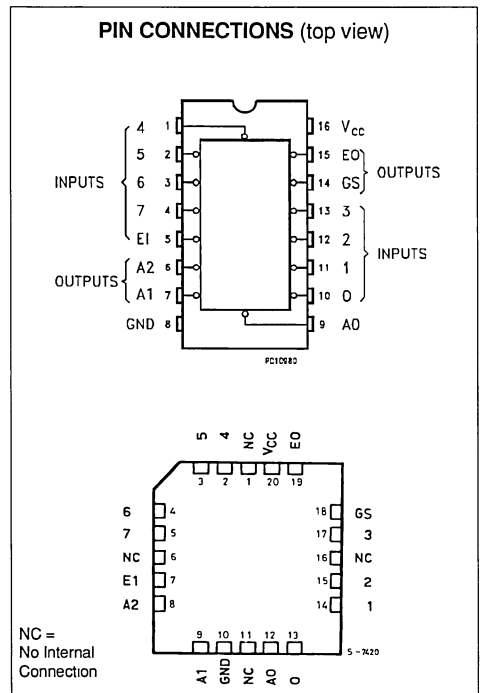 PIN CONNECTIONS (top view)
4 1 16 VCC
5 2 15 EO
INPUTS 6 3 14 GS OUTPUTS
7 4 13 3
EI 5 12 2 INPUTS
A2 6 11 1
OUTPUTS A1 7 10 0
GND 8 9 A0
PC10980
5 4 NC VCC EO
3 2 1 20 19
6 4 18 GS
7 5 17 3
NC 6 16 NC
E1 7 15 2
A2 8 14 1
9 10 11 12 13
A1 GND NC A0 0
S-7420
NC =
No Internal
Connection